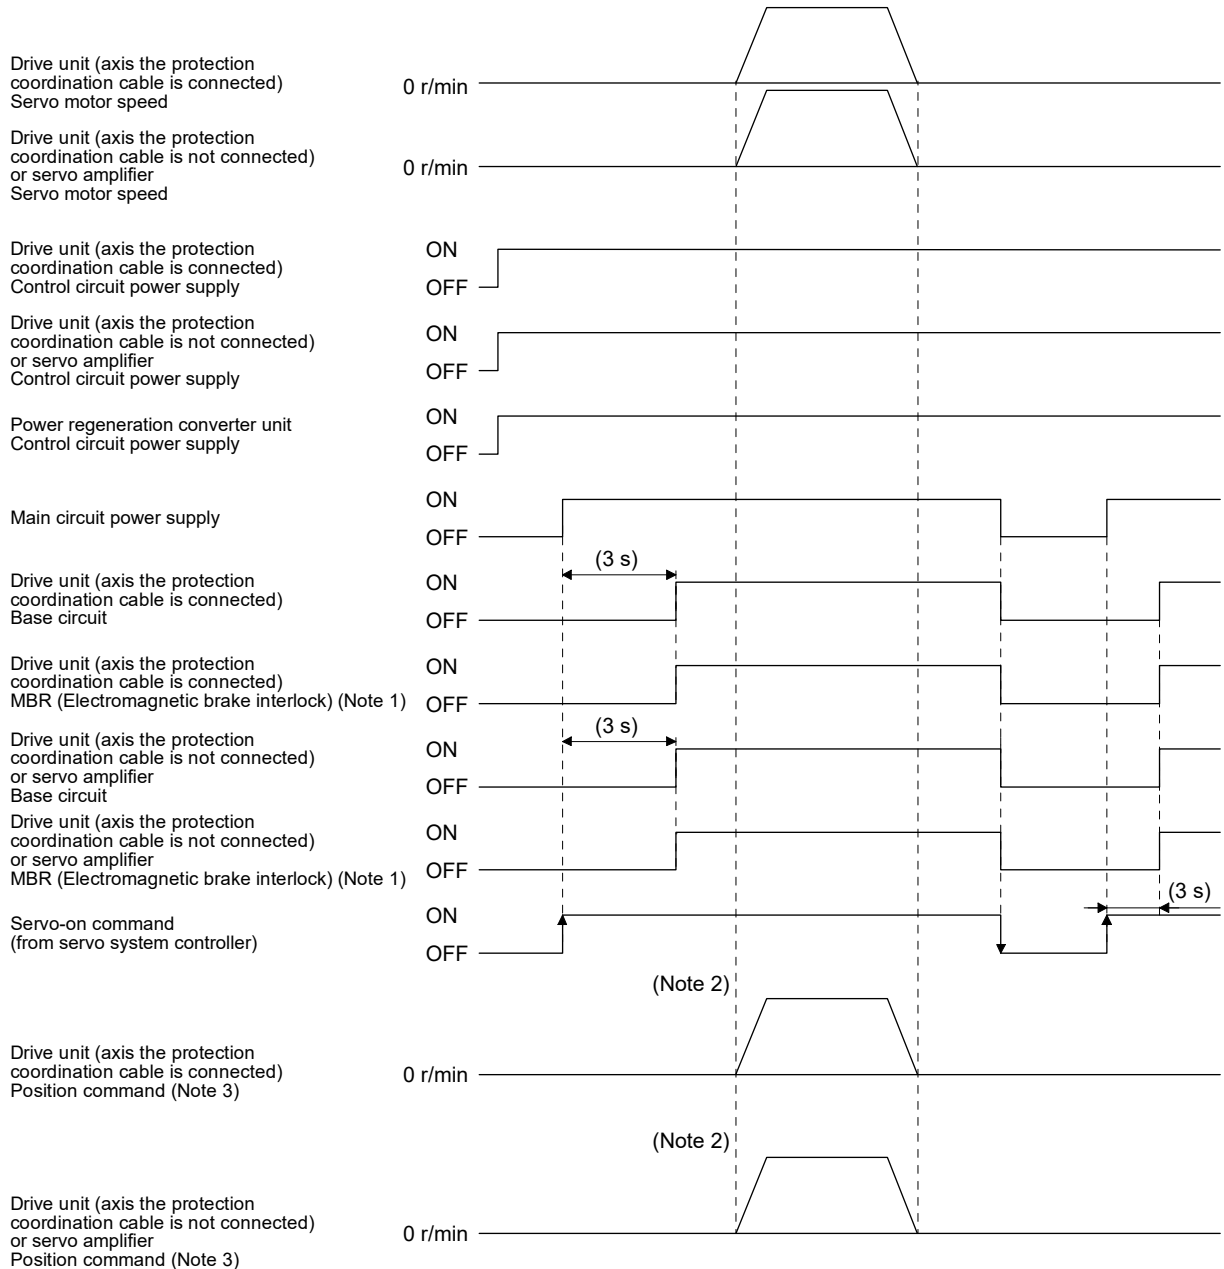 Drive unit (axis the protection
coordination cable is connected)
Servo motor speed
0 r/min
Drive unit (axis the protection
coordination cable is not connected)
or servo amplifier
Servo motor speed
0 r/min
Drive unit (axis the protection
coordination cable is connected)
Control circuit power supply
ON
OFF
Drive unit (axis the protection
coordination cable is not connected)
or servo amplifier
Control circuit power supply
ON
OFF
Power regeneration converter unit
Control circuit power supply
ON
OFF
Main circuit power supply
ON
OFF
(3 s)
Drive unit (axis the protection
coordination cable is connected)
Base circuit
ON
OFF
Drive unit (axis the protection
coordination cable is connected)
MBR (Electromagnetic brake interlock) (Note 1)
ON
OFF
(3 s)
Drive unit (axis the protection
coordination cable is not connected)
or servo amplifier
Base circuit
ON
OFF
Drive unit (axis the protection
coordination cable is not connected)
or servo amplifier
MBR (Electromagnetic brake interlock) (Note 1)
ON
OFF
(3 s)
Servo-on command
(from servo system controller)
ON
OFF
(Note 2)
Drive unit (axis the protection
coordination cable is connected)
Position command (Note 3)
0 r/min
(Note 2)
Drive unit (axis the protection
coordination cable is not connected)
or servo amplifier
Position command (Note 3)
0 r/min